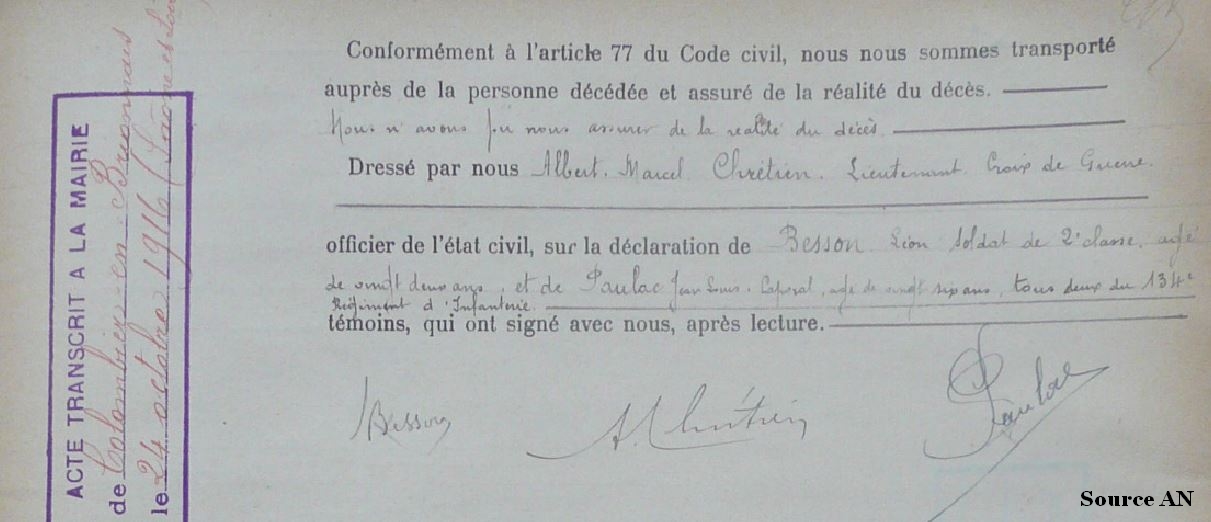 Conformément à l'article 77 du Code civil, nous nous sommes transporté
auprès de la personne décédée et assuré de la réalité du décès.
Nous n'avons pu nous assurer de la réalité du décès.
Dressé par nous Albert. Marcel. Chrétien. Lieutenant. Croix de Guerre.
officier de l'état civil, sur la déclaration de Besson Léon soldat de 2e classe, agé
de vingt deux ans, et de Paulac Jean Louis. Caporal, agé de vingt six ans, tous deux du 134e
Régiment d'Infanterie.
témoins, qui ont signé avec nous, après lecture.
Besson
A. Chrétien
Paulac
ACTE TRANSCRIT A LA MAIRIE
de Colombier-en-Brionnais
le 24 octobre 1916 (Saône et Loire
Source AN